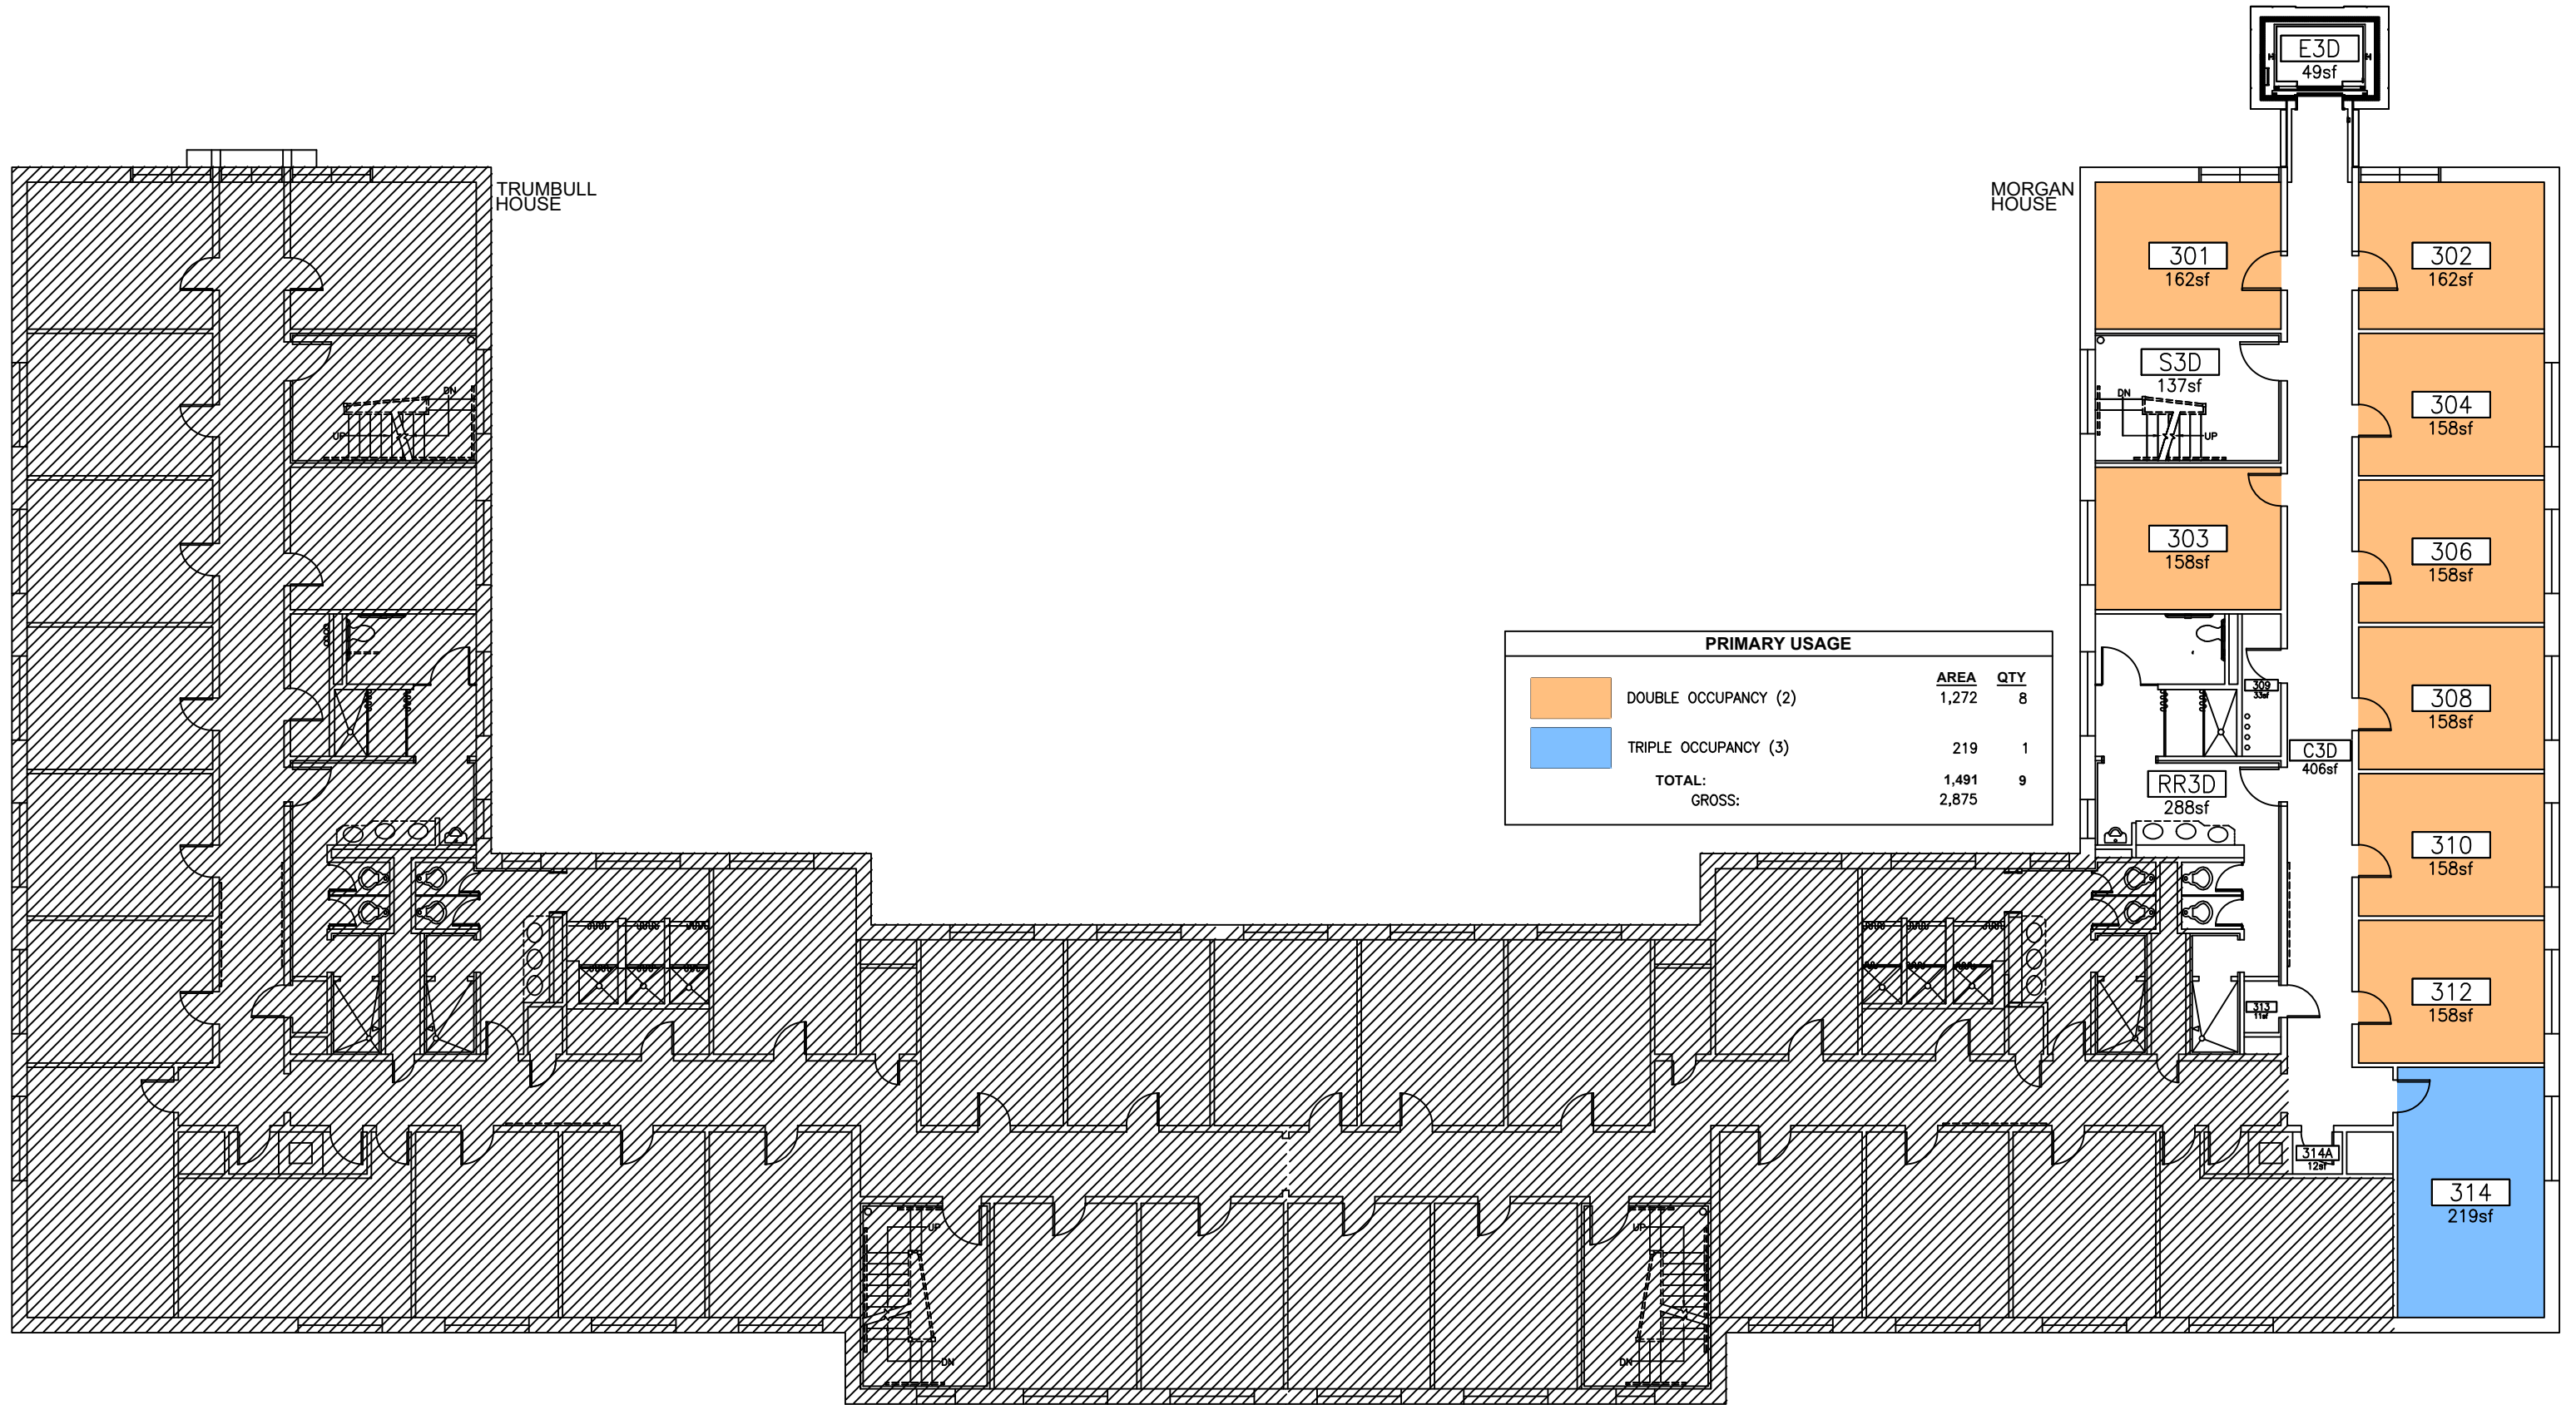 E3D
49sf
TRUMBULL
HOUSE
MORGAN
HOUSE
301
162sf
302
162sf
S3D
137sf
DN
UP
DN
UP
304
158sf
303
158sf
306
158sf
PRIMARY USAGE
AREA QTY
DOUBLE OCCUPANCY (2) 1,272 8
TRIPLE OCCUPANCY (3) 219 1
TOTAL: 1,491 9
GROSS: 2,875
309
33sf
308
158sf
C3D
406sf
RR3D
288sf
310
158sf
312
158sf
313
11sf
314A
12sf
314
219sf
UP
DN
UP
DN